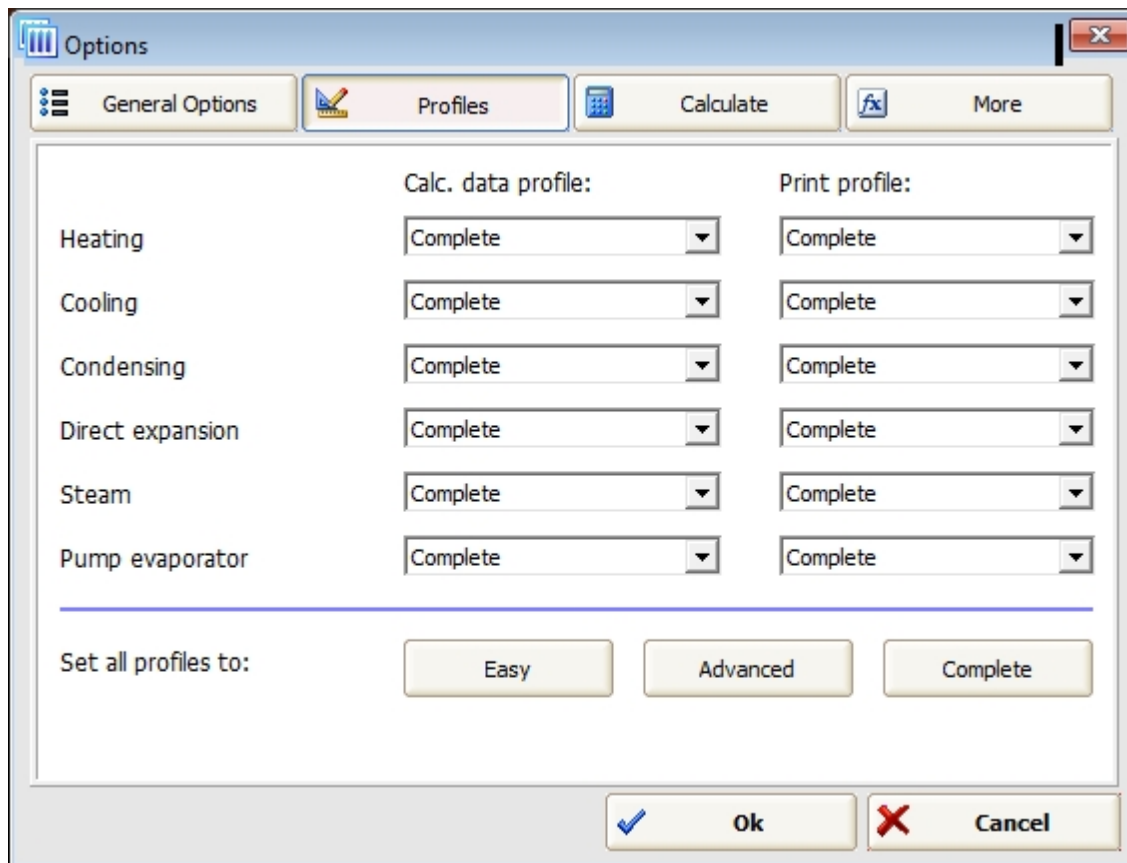 Options
General Options Profiles Calculate fx More
Calc. data profile: Print profile:
Heating Complete Complete
Cooling Complete Complete
Condensing Complete Complete
Direct expansion Complete Complete
Steam Complete Complete
Pump evaporator Complete Complete
Set all profiles to: Easy Advanced Complete
Ok Cancel